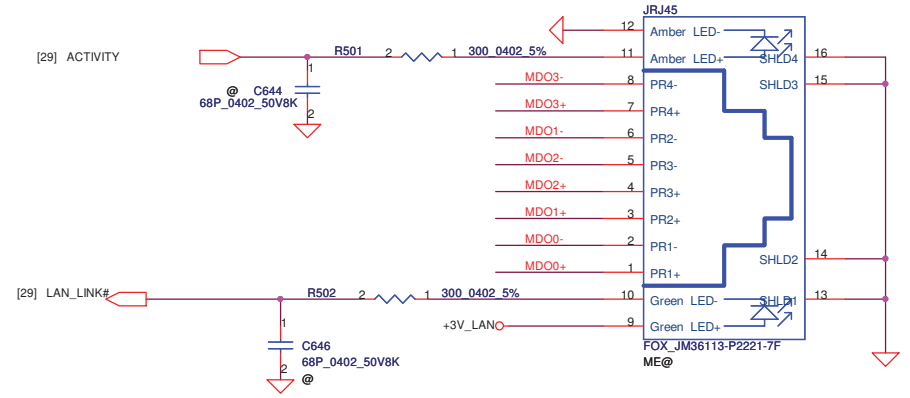 JRJ45
12 Amber LED-
[29] ACTIVITY R501 2 1 300_0402_5% 11 Amber LED+ SHLD4 16
1
MDO3- 8 PR4- SHLD3 15
@ C644
68P_0402_50V8K
MDO3+ 7 PR4+
2
MDO1- 6 PR2-
MDO2- 5 PR3-
MDO2+ 4 PR3+
MDO1+ 3 PR2+
MDO0- 2 PR1-
SHLD2 14
MDO0+ 1 PR1+
[29] LAN_LINK# R502 2 1 300_0402_5% 10 Green LED- SHLD1 13
1
+3V_LAN 9 Green LED+
C646 FOX_JM36113-P2221-7F
68P_0402_50V8K ME@
2
@